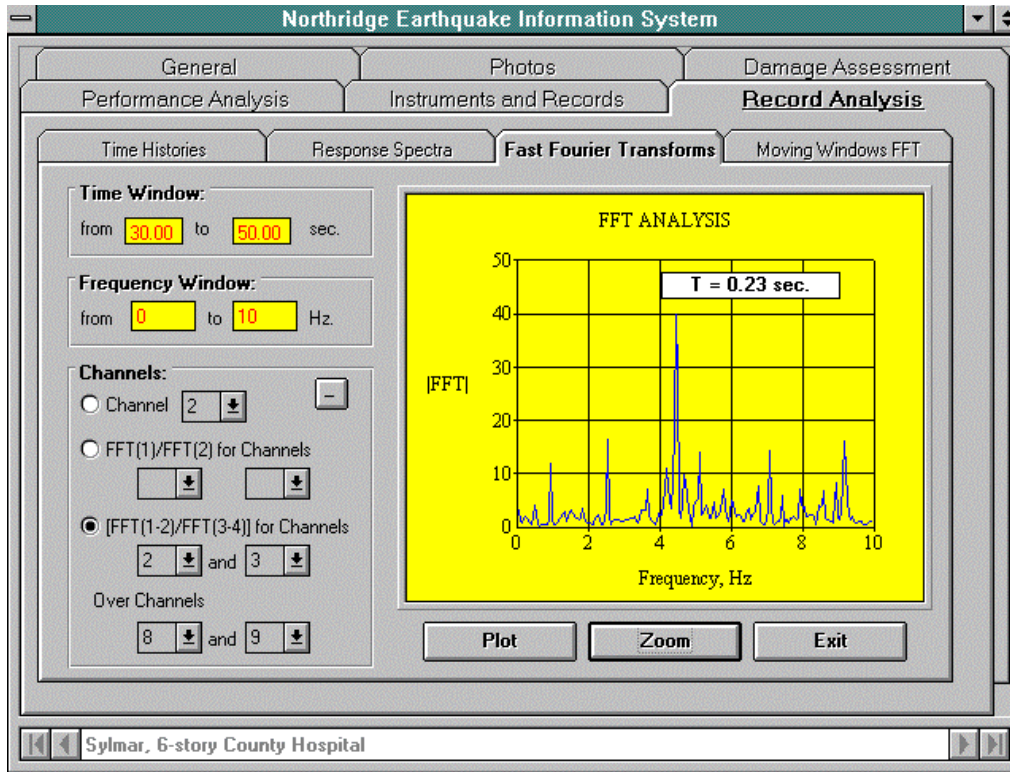 Northridge Earthquake Information System
General Photos Damage Assessment
Performance Analysis Instruments and Records Record Analysis
Time Histories Response Spectra Fast Fourier Transforms Moving Windows FFT
Time Window:
from 30.00 to 50.00 sec.
Frequency Window:
from 0 to 10 Hz.
Channels:
Channel 2
–
FFT(1)/FFT(2) for Channels
[FFT(1-2)/FFT(3-4)] for Channels
2 and 3
Over Channels
8 and 9
FFT ANALYSIS
T = 0.23 sec.
50
40
30
20
10
0
|FFT|
0 2 4 6 8 10
Frequency, Hz
Plot Zoom Exit
Sylmar, 6-story County Hospital